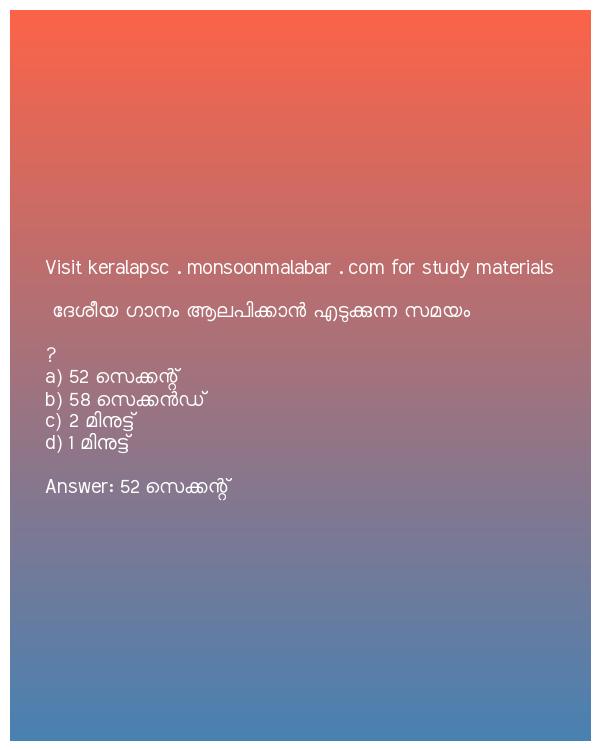 Visit keralapsc . monsoonmalabar . com for study materials
ദേശീയ ഗാനം ആലപിക്കാൻ എടുക്കുന്ന സമയം
?
a) 52 സെക്കന്റ്
b) 58 സെക്കൻഡ്
c) 2 മിനുട്ട്
d) 1 മിനുട്ട്
Answer: 52 സെക്കന്റ്